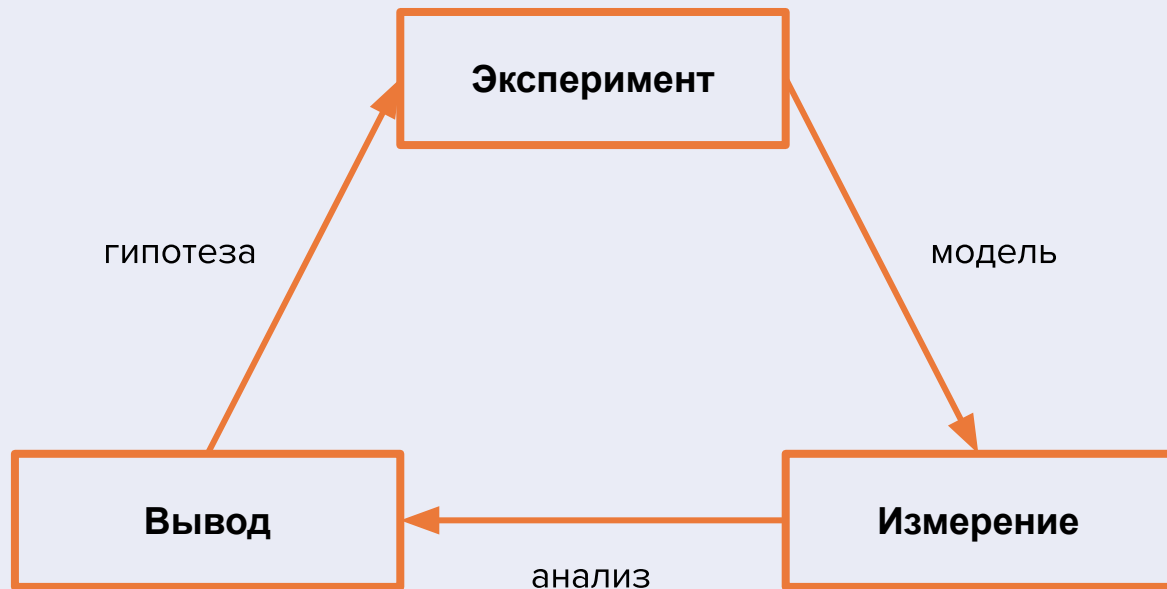 Эксперимент
гипотеза
модель
Вывод
Измерение
анализ